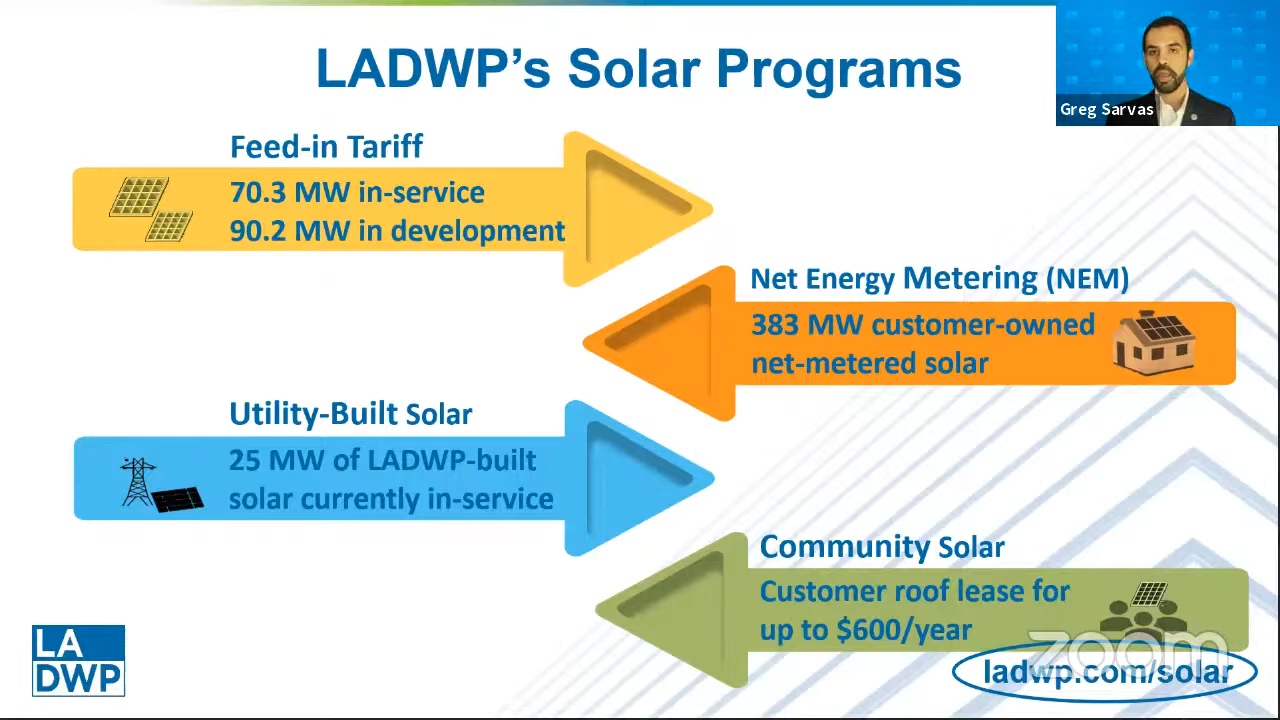 LADWP's Solar Programs
Greg Sarvas
Feed-in Tariff
70.3 MW in-service
90.2 MW in development
Net Energy Metering (NEM)
383 MW customer-owned
net-metered solar
Utility-Built Solar
25 MW of LADWP-built
solar currently in-service
Community Solar
Customer roof lease for
up to $600/year
zoom
ladwp.com/solar
LA
DWP